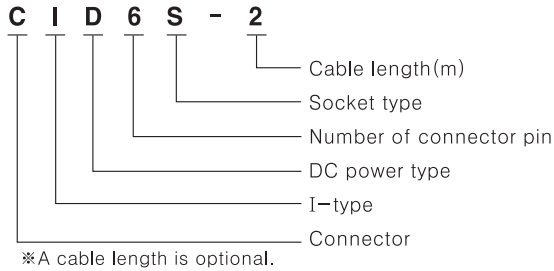 C I D 6 S - 2
Cable length(m)
Socket type
Number of connector pin
DC power type
I-type
Connector
※A cable length is optional.